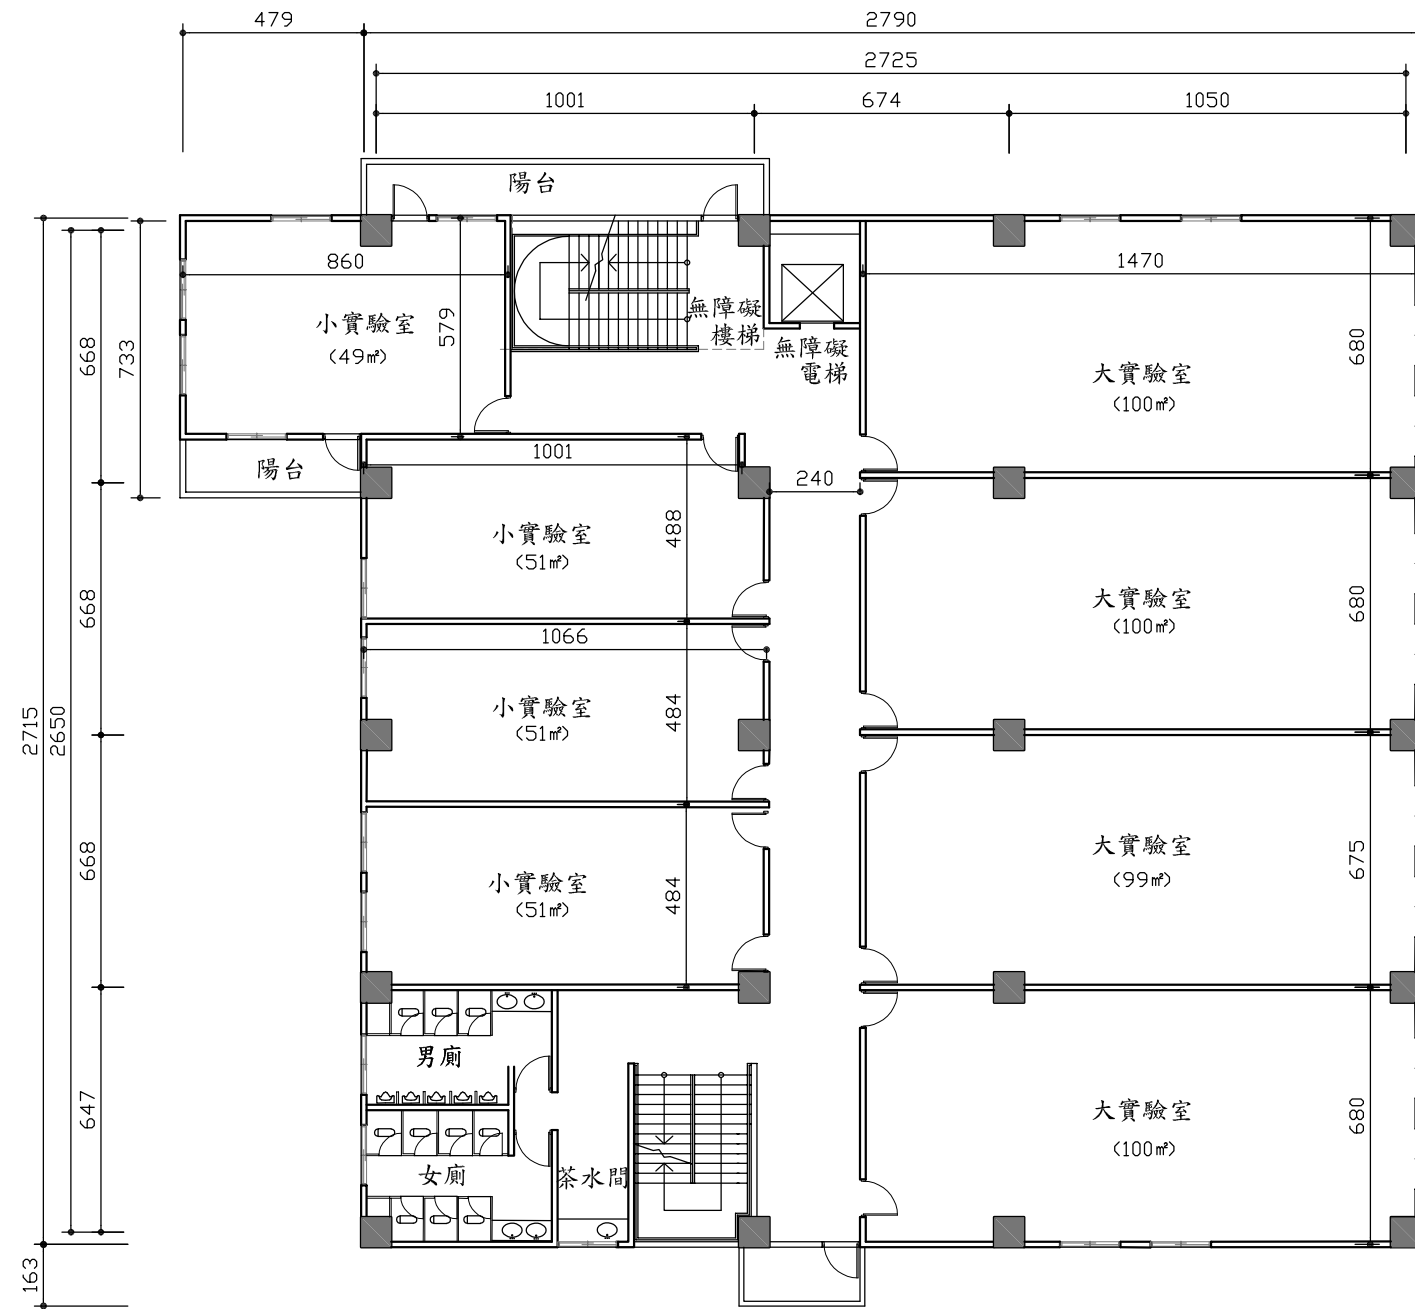 479
2790
2725
1001
674
1050
陽台
860
1470
小實驗室
(49㎡)
579
無障礙
樓梯
無障礙
電梯
大實驗室
(100㎡)
680
668
733
陽台
1001
240
小實驗室
(51㎡)
488
大實驗室
(100㎡)
680
668
1066
小實驗室
(51㎡)
484
2715
2650
大實驗室
(99㎡)
675
668
小實驗室
(51㎡)
484
男廁
647
大實驗室
(100㎡)
680
女廁
茶水間
163